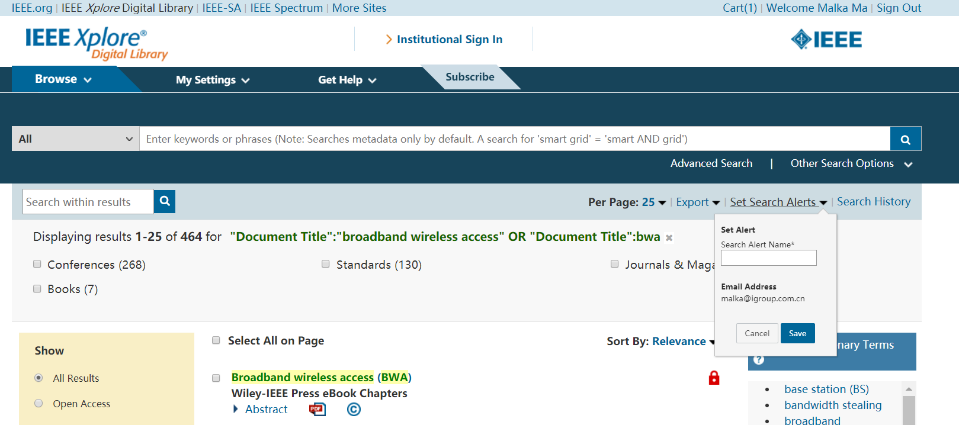 IEEE.org | IEEE Xplore Digital Library | IEEE-SA | IEEE Spectrum | More Sites
Cart(1) | Welcome Malka Ma | Sign Out
IEEE Xplore®
Digital Library
Institutional Sign In
IEEE
Browse
My Settings
Get Help
Subscribe
All
Enter keywords or phrases (Note: Searches metadata only by default. A search for 'smart grid' = 'smart AND grid')
Advanced Search | Other Search Options
Search within results
Per Page: 25 | Export | Set Search Alerts | Search History
Displaying results 1-25 of 464 for "Document Title":"broadband wireless access" OR "Document Title":bwa
Conferences (268)
Standards (130)
Journals & Maga
Books (7)
Set Alert
Search Alert Name*
Email Address
malka@igroup.com.cn
Cancel
Save
Show
All Results
Open Access
Select All on Page
Sort By: Relevance
Broadband wireless access (BWA)
Wiley-IEEE Press eBook Chapters
Abstract
PDF
©
nary Terms
?
base station (BS)
bandwidth stealing
broadband